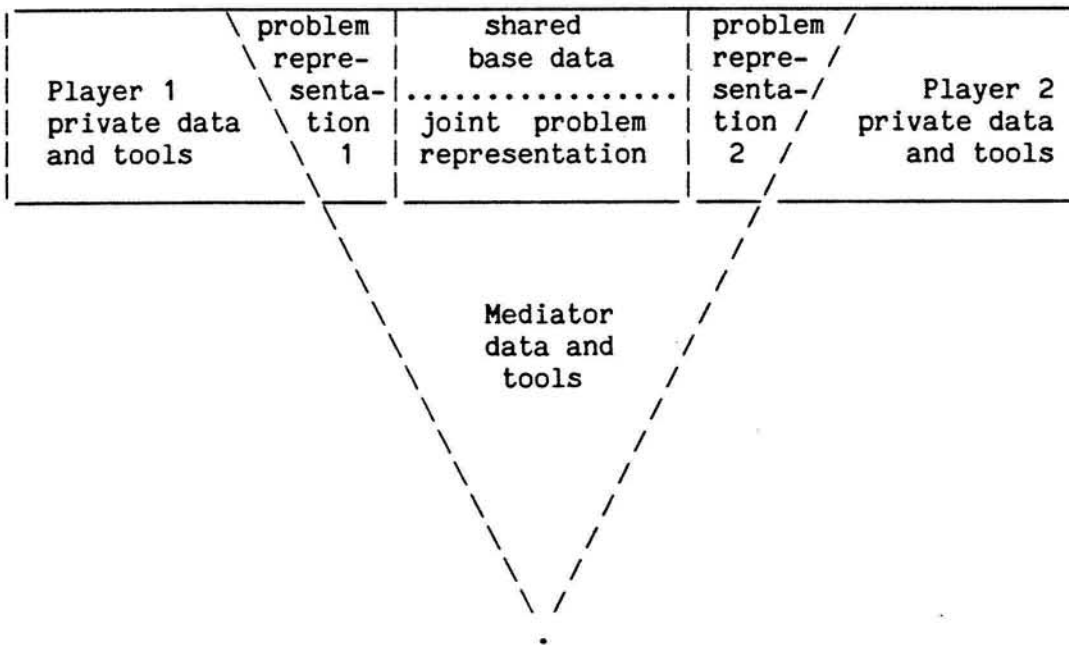 problem
repre-
senta-
tion
1
shared
base data
joint problem
representation
problem
repre-
senta-
tion
2
Player 1
private data
and tools
Player 2
private data
and tools
Mediator
data and
tools